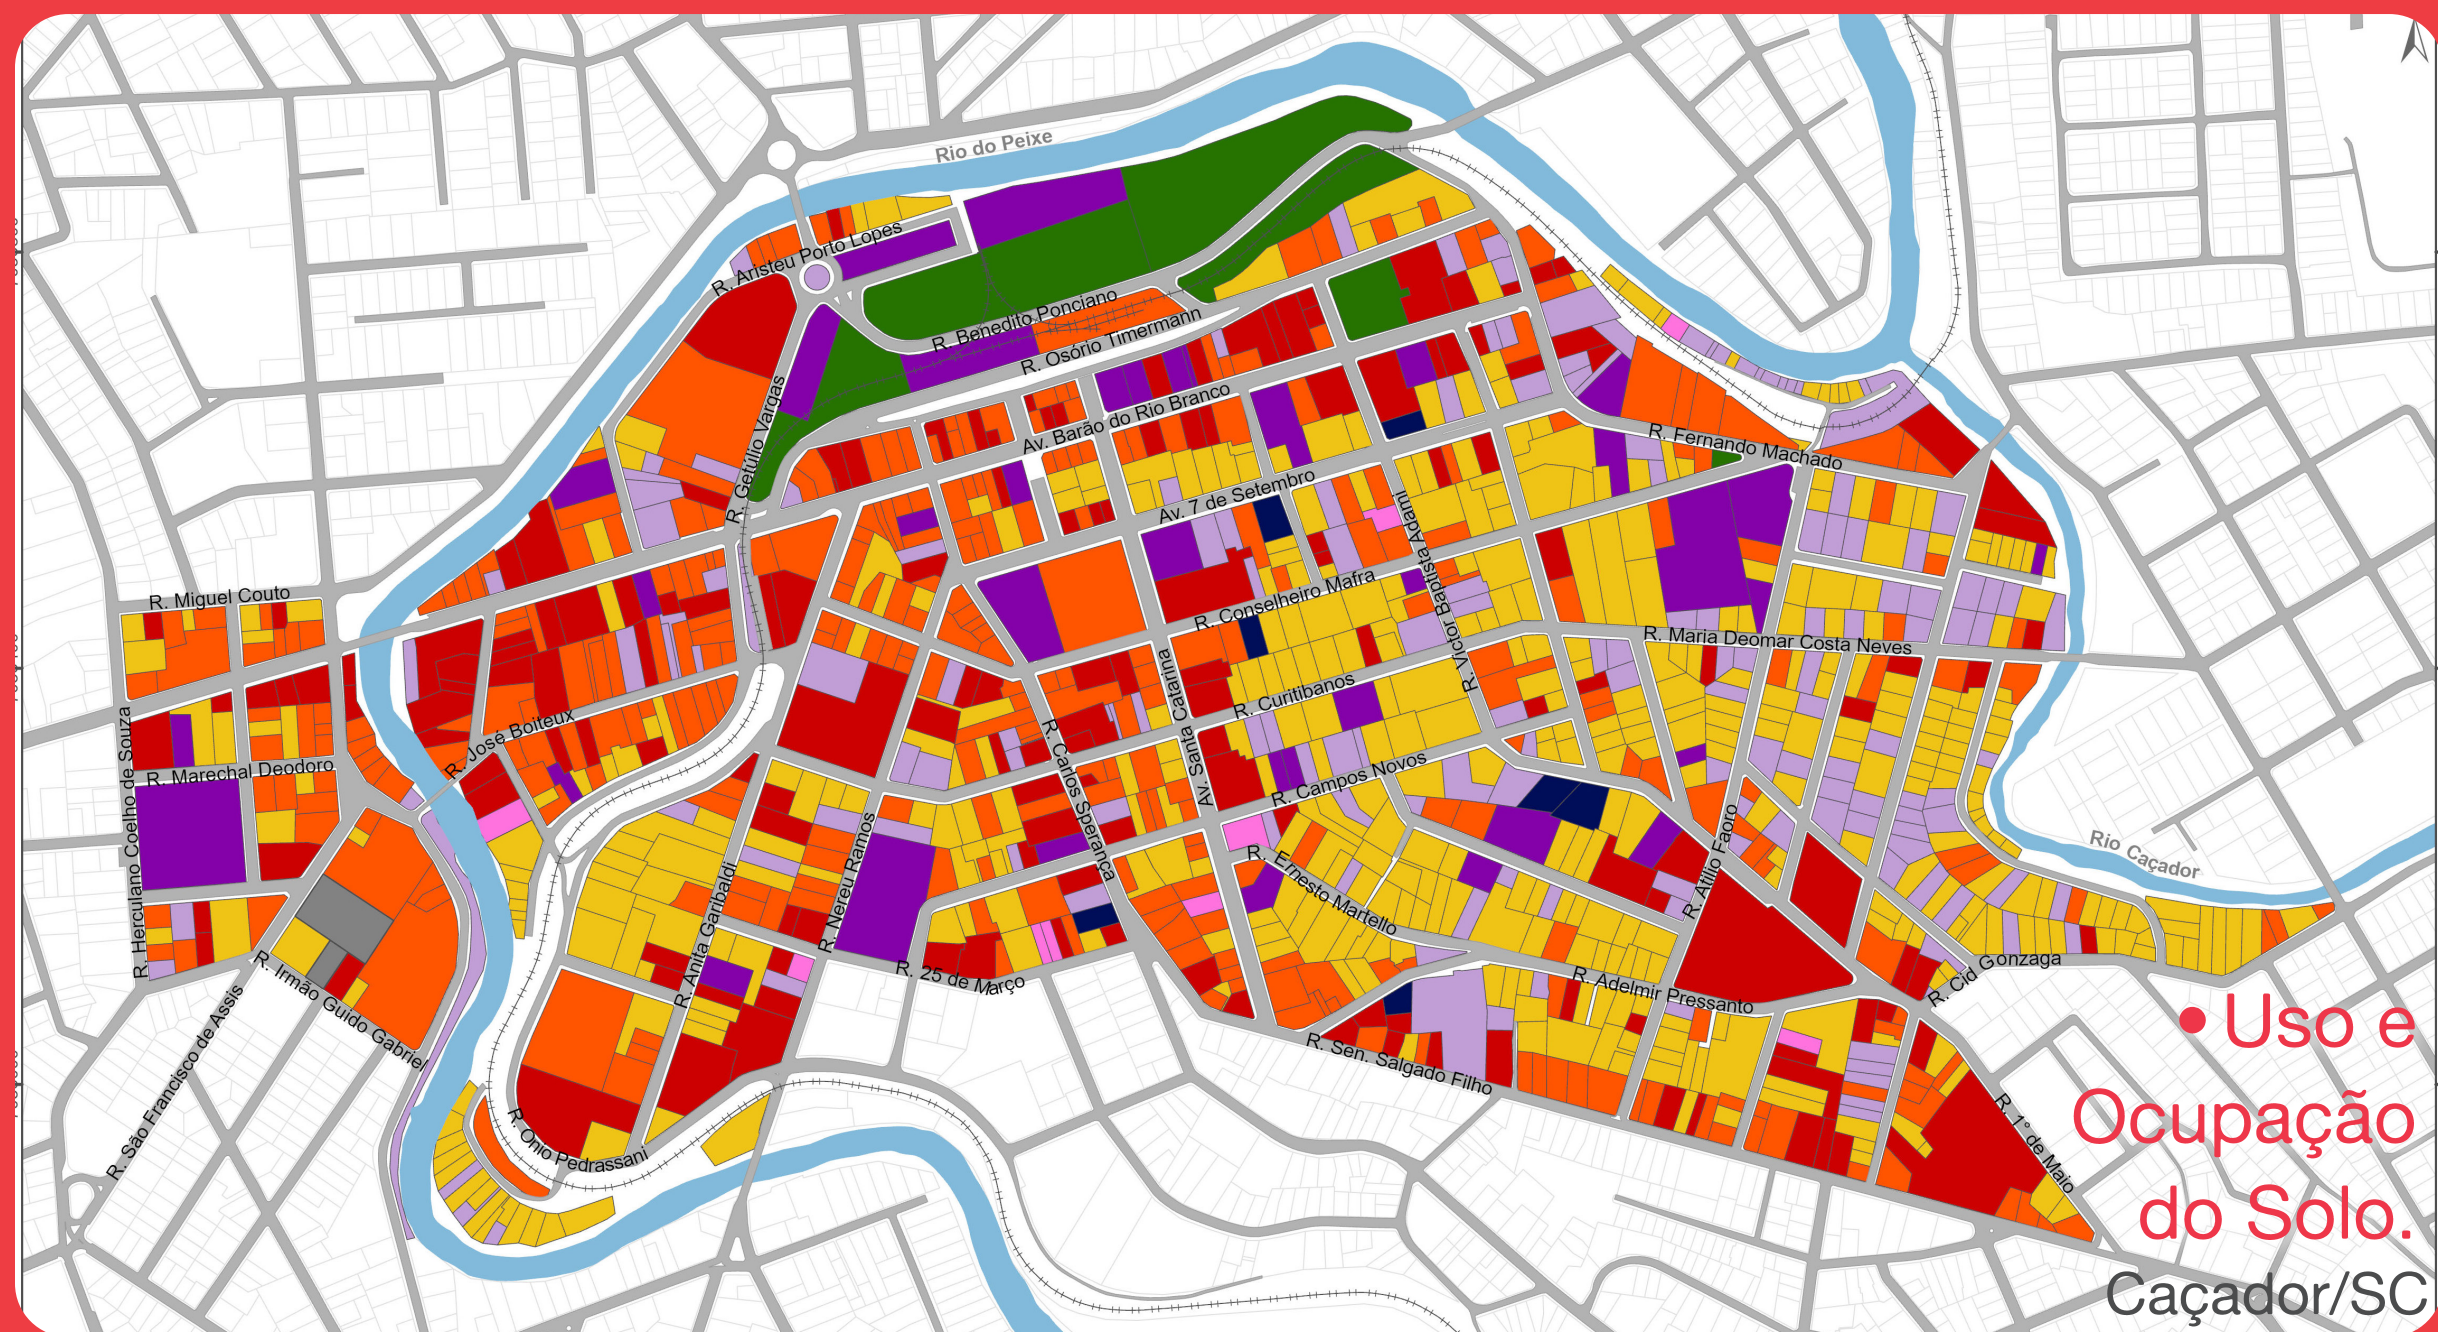 Rio do Peixe
R. Aristeu Porto Lopes
R. Benedito Ponciano
R. Osório Timermann
R. Getúlio Vargas
Av. Barão do Rio Branco
R. Fernando Machado
Av. 7 de Setembro
R. Victor Baptista Adami
R. Miguel Couto
R. Conselheiro Mafra
R. Maria Deomar Costa Neves
R. Curitibanos
R. José Boiteux
R. Herculano Coelho de Souza
R. Marechal Deodoro
R. Carlos Sperança
Av. Santa Catarina
R. Campos Novos
R. Nereu Ramos
R. Anita Garibaldi
R. Ernesto Martello
R. Atilio Faoro
Rio Caçador
R. 25 de Março
R. Irmão Guido Gabriel
R. São Francisco de Assis
R. Adelmir Pressanto
R. Cid Gonzaga
R. Sen. Salgado Filho
R. Onio Pedrassani
R. 1° de Maio
• Uso e
Ocupação
do Solo.
Caçador/SC